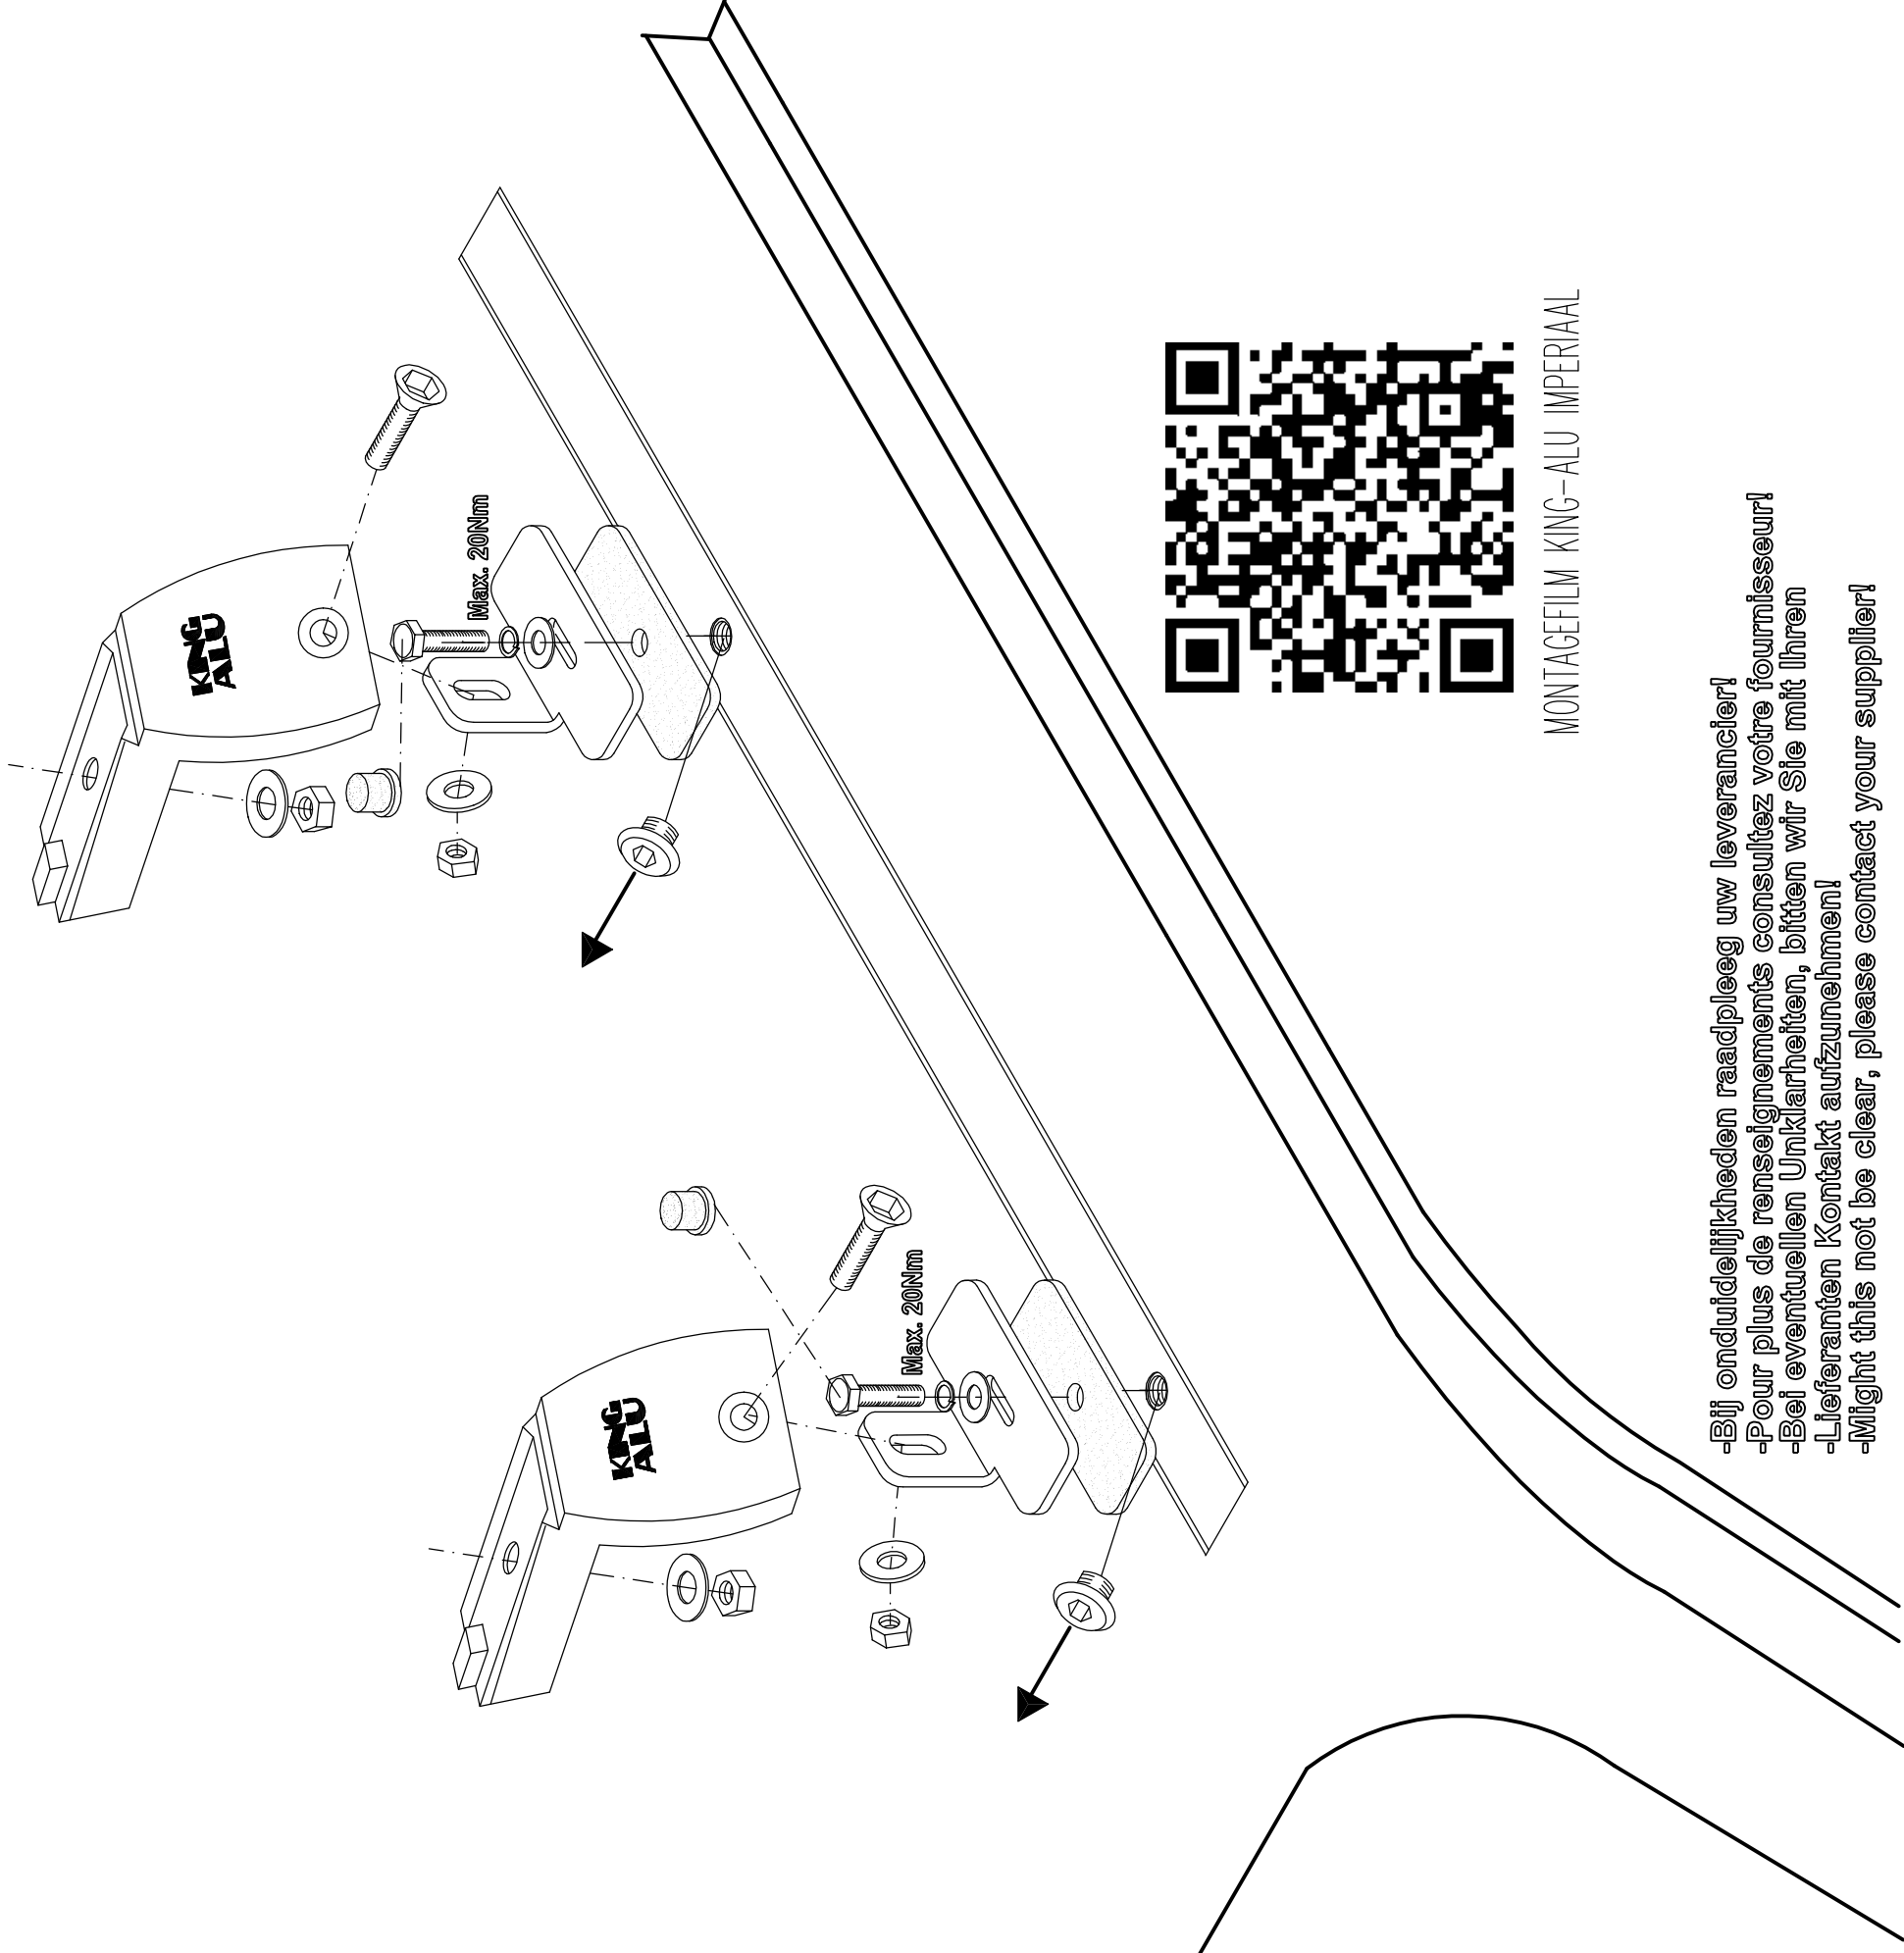 KING
ALU
Max. 20Nm
KING
ALU
Max. 20Nm
MONTAGEFILM KING-ALU IMPERIAAL
-Bij onduidelijkheden raadpleeg uw leverancier!
-Pour plus de renseignements consultez votre fournisseur!
-Bei eventuellen Unklarheiten, bitten wir Sie mit Ihren
-Lieferanten Kontakt aufzunehmen!
-Might this not be clear, please contact your supplier!